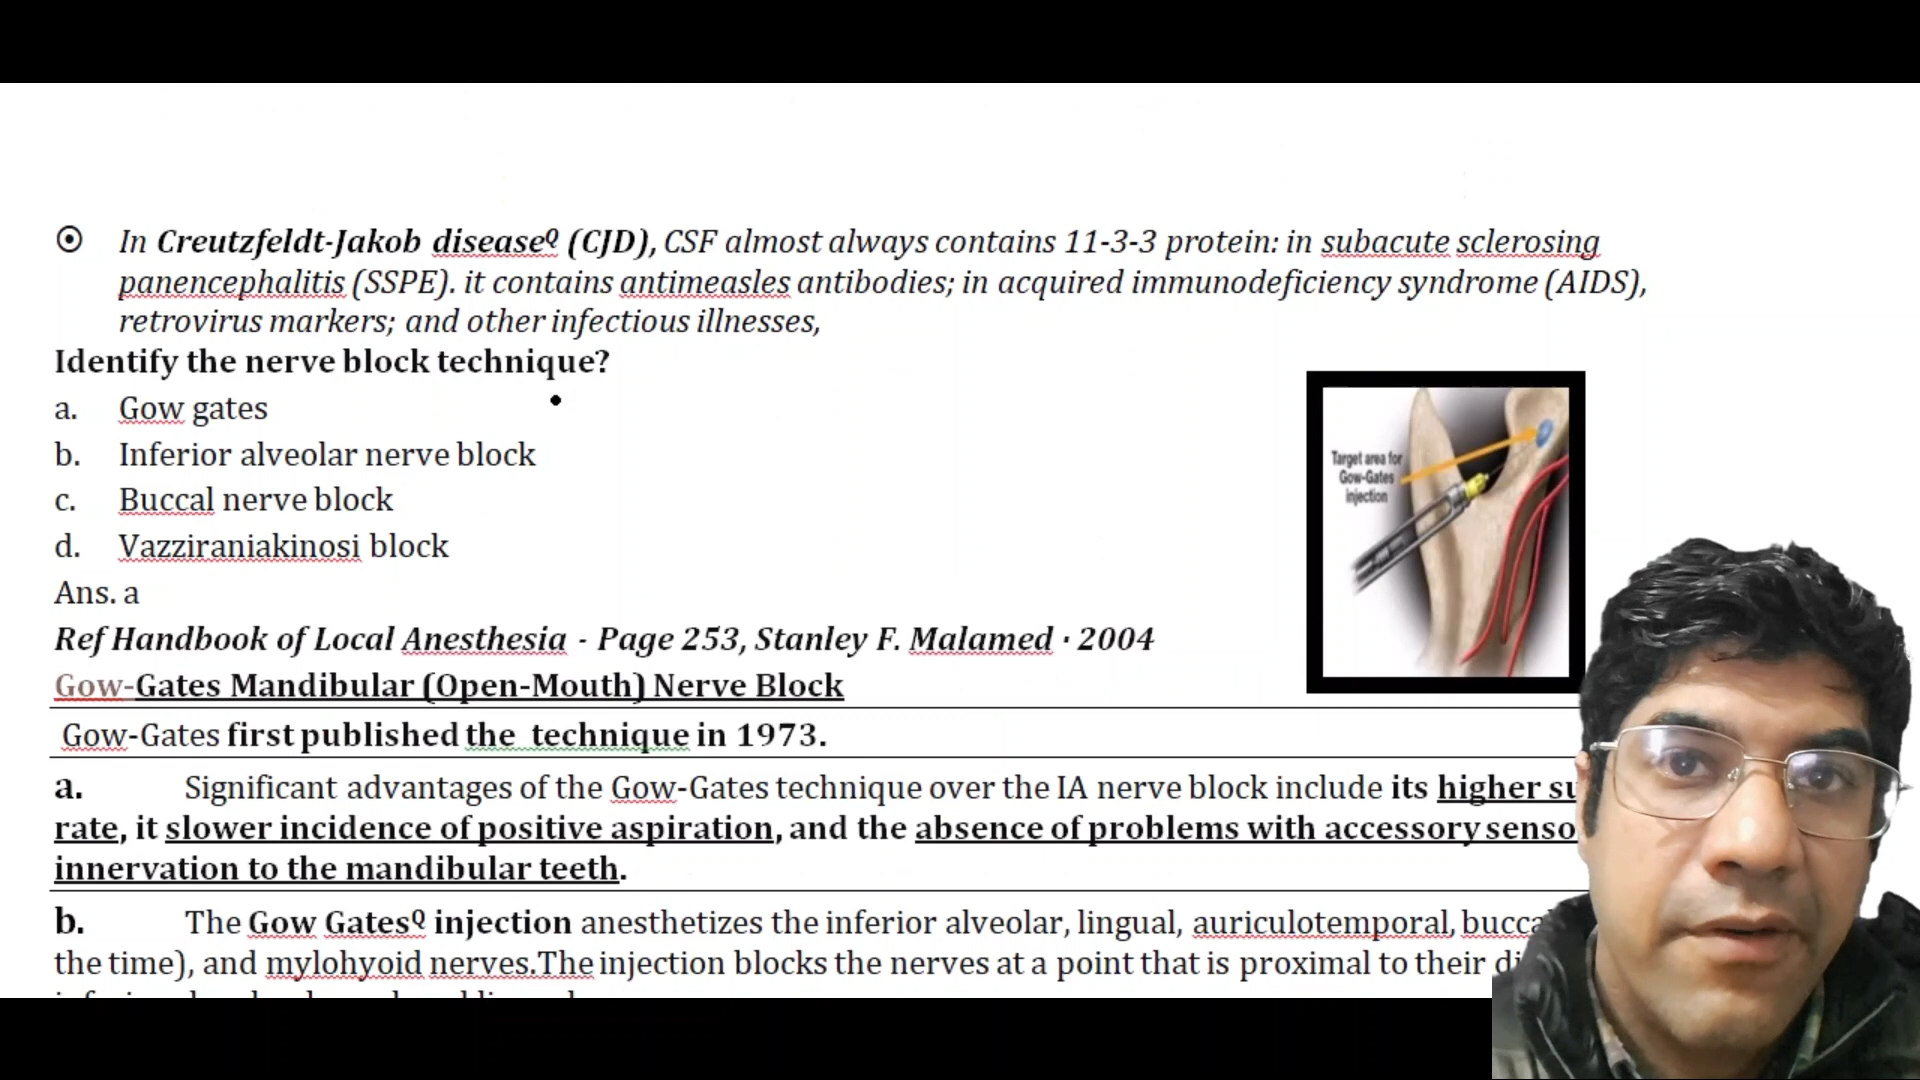 In Creutzfeldt-Jakob diseaseQ (CJD), CSF almost always contains 11-3-3 protein: in subacute sclerosing
panencephalitis (SSPE). it contains antimeasles antibodies; in acquired immunodeficiency syndrome (AIDS),
retrovirus markers; and other infectious illnesses,
Identify the nerve block technique?
a. Gow gates
b. Inferior alveolar nerve block
c. Buccal nerve block
d. Vazziraniakinosi block
Target area for
Gow-Gates
injection
Ans. a
Ref Handbook of Local Anesthesia - Page 253, Stanley F. Malamed · 2004
Gow-Gates Mandibular (Open-Mouth) Nerve Block
Gow-Gates first published the technique in 1973.
a. Significant advantages of the Gow-Gates technique over the IA nerve block include its higher
rate, it slower incidence of positive aspiration, and the absence of problems with accessory
innervation to the mandibular teeth.
b. The Gow GatesQ injection anesthetizes the inferior alveolar, lingual, auriculotemporal,
the time), and mylohyoid nerves.The injection blocks the nerves at a point that is proximal to their